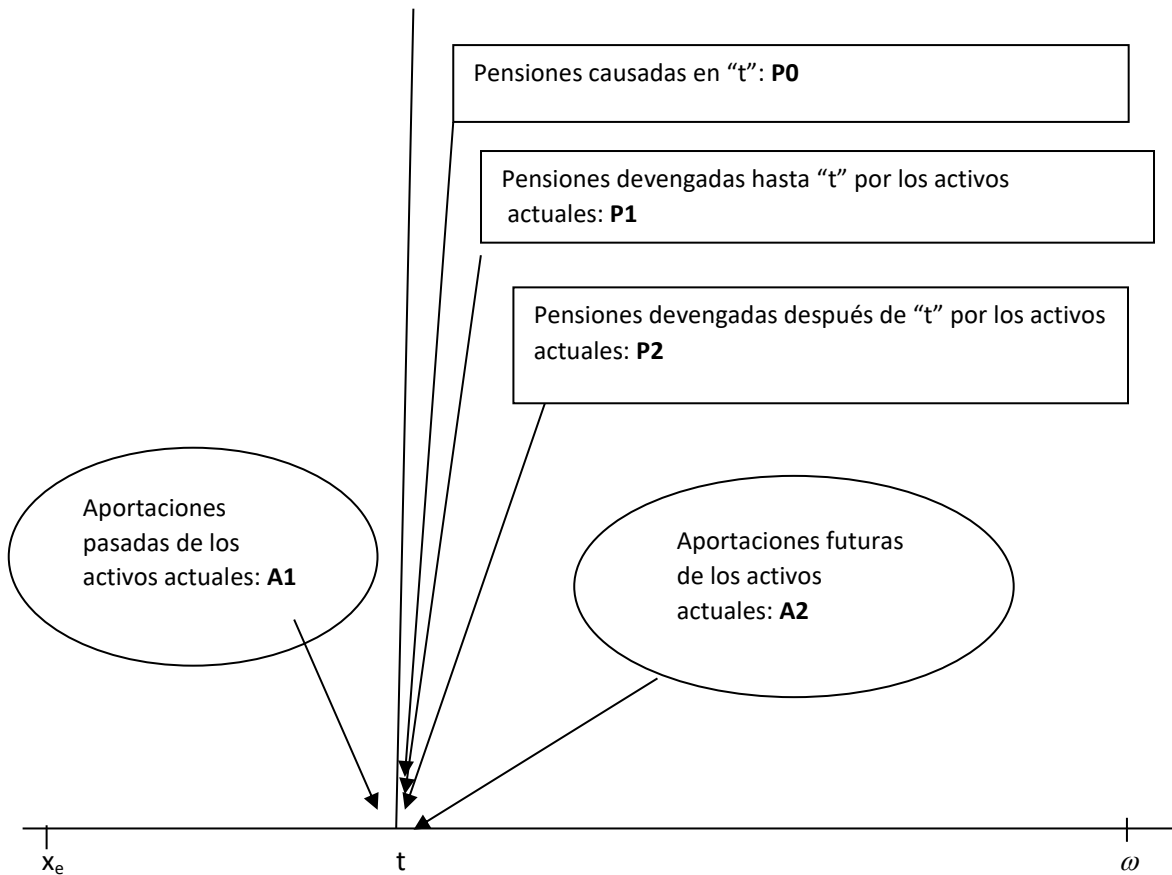 Pensiones causadas en “t”: P0
Pensiones devengadas hasta “t” por los activos
actuales: P1
Pensiones devengadas después de “t” por los activos
actuales: P2
Aportaciones
pasadas de los
activos actuales: A1
Aportaciones futuras
de los activos
actuales: A2
xe t ω